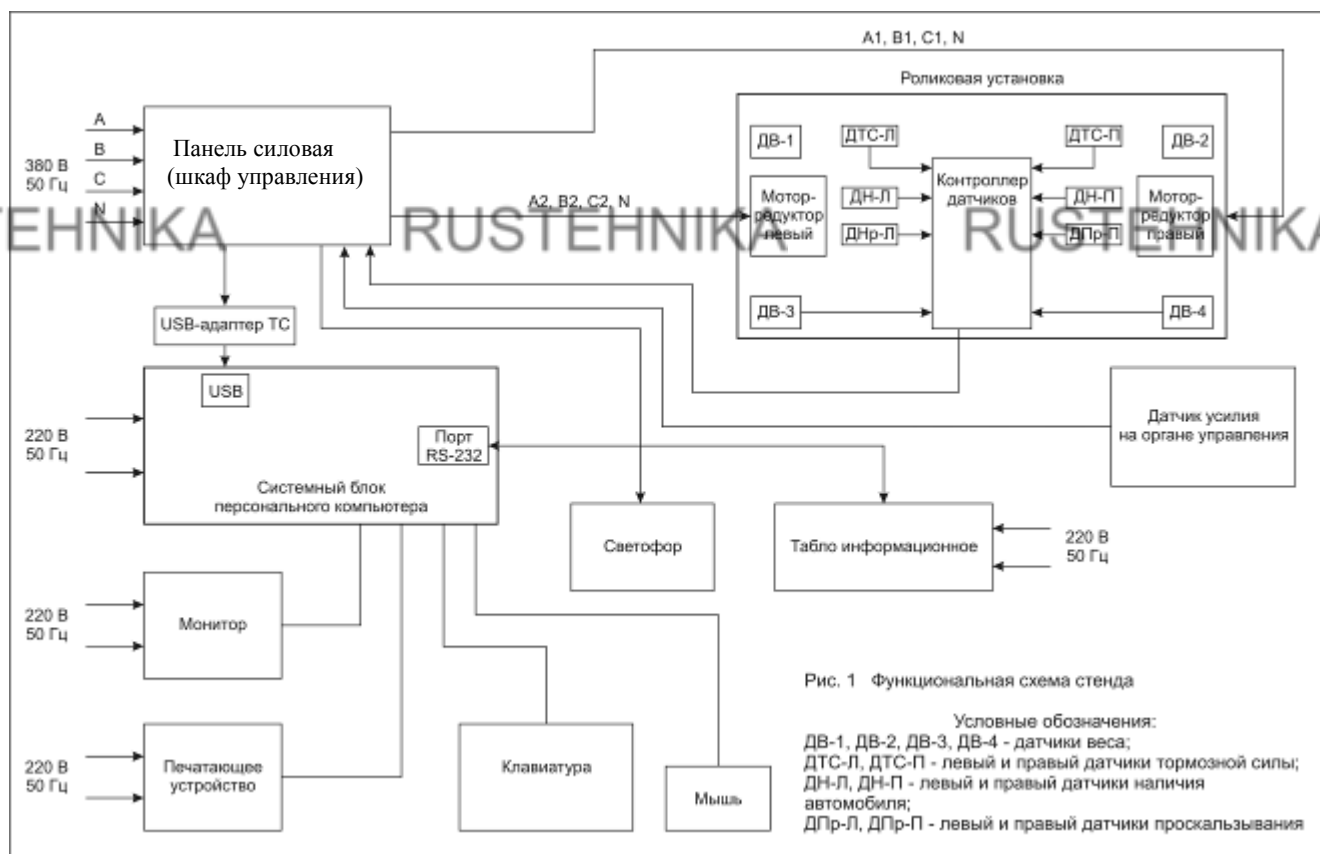 A1, B1, C1, N
Роликовая установка
A
B
C
N
380 В
50 Гц
Панель силовая
(шкаф управления)
A2, B2, C2, N
ДВ-1
ДТС-Л
ДТС-П
ДВ-2
Контроллер
датчиков
Мотор-
редуктор
левый
ДН-Л
ДН-П
Мотор-
редуктор
правый
ДНр-Л
ДПр-П
ДВ-3
ДВ-4
TEHNIKA
RUSTEHNIKA
RUSTEHNIKA
USB-адаптер ТС
USB
220 В
50 Гц
Порт
RS-232
Системный блок
персонального компьютера
Датчик усилия
на органе управления
Светофор
Табло информационное
220 В
50 Гц
220 В
50 Гц
Монитор
220 В
50 Гц
Печатающее
устройство
Клавиатура
Мышь
Рис. 1 Функциональная схема стенда
Условные обозначения:
ДВ-1, ДВ-2, ДВ-3, ДВ-4 - датчики веса;
ДТС-Л, ДТС-П - левый и правый датчики тормозной силы;
ДН-Л, ДН-П - левый и правый датчики наличия
автомобиля;
ДПр-Л, ДПр-П - левый и правый датчики проскальзывания